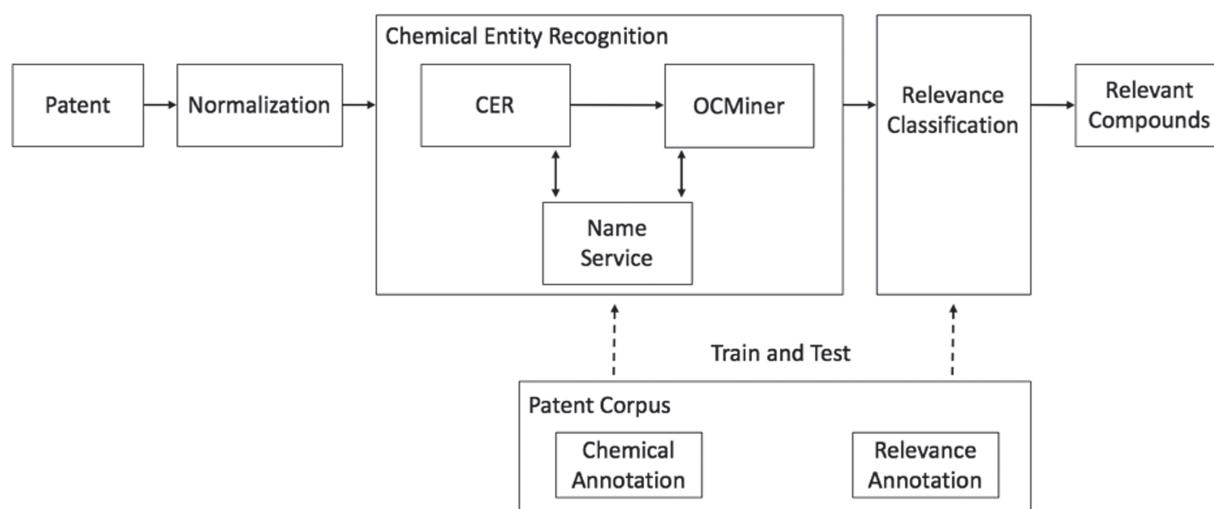 Chemical Entity Recognition
Patent
Normalization
CER
OCMiner
Name
Service
Relevance
Classification
Relevant
Compounds
Train and Test
Patent Corpus
Chemical
Annotation
Relevance
Annotation